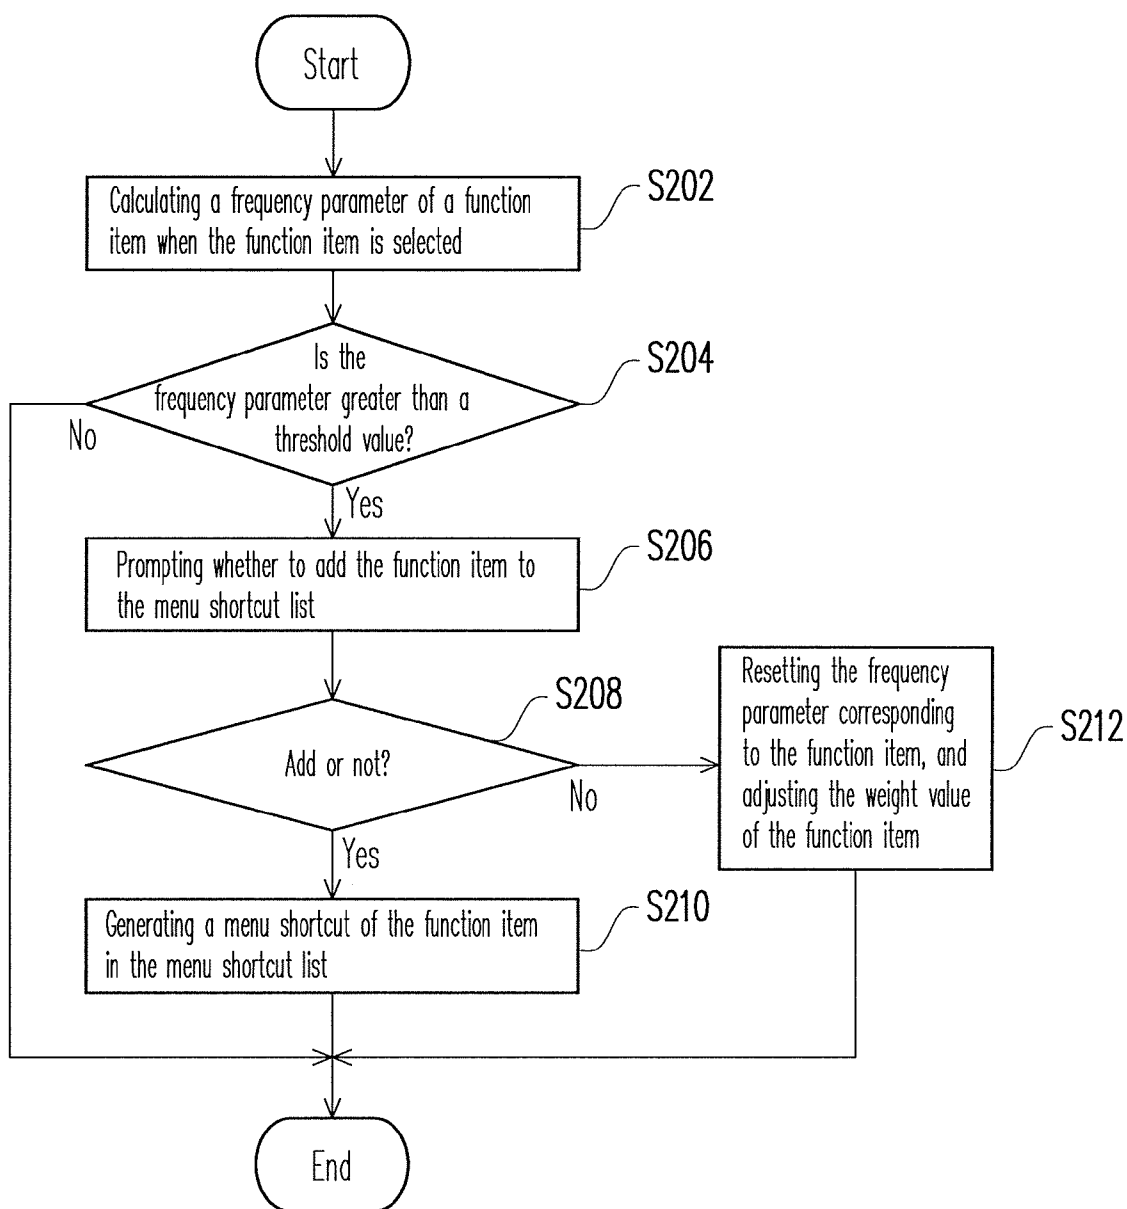 Start
Calculating a frequency parameter of a function
item when the function item is selected
S202
Is the
frequency parameter greater than a
threshold value?
S204
No
Yes
Prompting whether to add the function item to
the menu shortcut list
S206
Add or not?
S208
No
Yes
Resetting the frequency
parameter corresponding
to the function item, and
adjusting the weight value
of the function item
S212
Generating a menu shortcut of the function item
in the menu shortcut list
S210
End